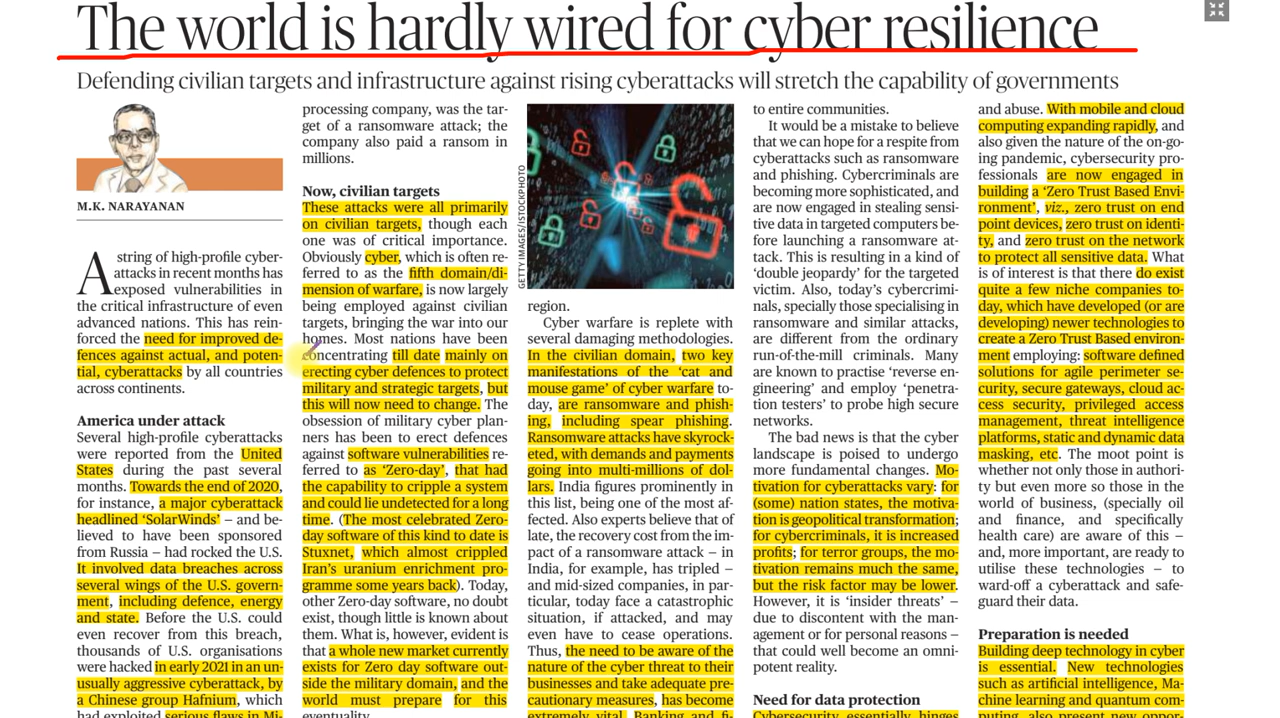 The world is hardly wired for cyber resilience
Defending civilian targets and infrastructure against rising cyberattacks will stretch the capability of governments
M.K. NARAYANAN
A string of high-profile cyber-
attacks in recent months has
exposed vulnerabilities in
the critical infrastructure of even
advanced nations. This has rein-
forced the need for improved de-
fences against actual, and poten-
tial, cyberattacks by all countries
across continents.
America under attack
Several high-profile cyberattacks
were reported from the United
States during the past several
months. Towards the end of 2020,
for instance, a major cyberattack
headlined ‘SolarWinds’ – and be-
lieved to have been sponsored
from Russia – had rocked the U.S.
It involved data breaches across
several wings of the U.S. govern-
ment, including defence, energy
and state. Before the U.S. could
even recover from this breach,
thousands of U.S. organisations
were hacked in early 2021 in an un-
usually aggressive cyberattack, by
a Chinese group Hafnium, which
had exploited serious flaws in Mi-
processing company, was the tar-
get of a ransomware attack; the
company also paid a ransom in
millions.
Now, civilian targets
These attacks were all primarily
on civilian targets, though each
one was of critical importance.
Obviously cyber, which is often re-
ferred to as the fifth domain/di-
mension of warfare, is now largely
being employed against civilian
targets, bringing the war into our
homes. Most nations have been
concentrating till date mainly on
erecting cyber defences to protect
military and strategic targets, but
this will now need to change. The
obsession of military cyber plan-
ners has been to erect defences
against software vulnerabilities re-
ferred to as ‘Zero-day’, that had
the capability to cripple a system
and could lie undetected for a long
time. (The most celebrated Zero-
day software of this kind to date is
Stuxnet, which almost crippled
Iran’s uranium enrichment pro-
gramme some years back). Today,
other Zero-day software, no doubt
exist, though little is known about
them. What is, however, evident is
that a whole new market currently
exists for Zero day software out-
side the military domain, and the
world must prepare for this
eventuality.
GETTY IMAGES/ISTOCKPHOTO
region.
Cyber warfare is replete with
several damaging methodologies.
In the civilian domain, two key
manifestations of the ‘cat and
mouse game’ of cyber warfare to-
day, are ransomware and phish-
ing, including spear phishing.
Ransomware attacks have skyrock-
eted, with demands and payments
going into multi-millions of dol-
lars. India figures prominently in
this list, being one of the most af-
fected. Also experts believe that of
late, the recovery cost from the im-
pact of a ransomware attack – in
India, for example, has tripled –
and mid-sized companies, in par-
ticular, today face a catastrophic
situation, if attacked, and may
even have to cease operations.
Thus, the need to be aware of the
nature of the cyber threat to their
businesses and take adequate pre-
cautionary measures, has become
extremely vital. Banking and fi-
to entire communities.
It would be a mistake to believe
that we can hope for a respite from
cyberattacks such as ransomware
and phishing. Cybercriminals are
becoming more sophisticated, and
are now engaged in stealing sensi-
tive data in targeted computers be-
fore launching a ransomware at-
tack. This is resulting in a kind of
‘double jeopardy’ for the targeted
victim. Also, today’s cybercrimi-
nals, specially those specialising in
ransomware and similar attacks,
are different from the ordinary
run-of-the-mill criminals. Many
are known to practise ‘reverse en-
gineering’ and employ ‘penetra-
tion testers’ to probe high secure
networks.
The bad news is that the cyber
landscape is poised to undergo
more fundamental changes. Mo-
tivation for cyberattacks vary: for
(some) nation states, the motiva-
tion is geopolitical transformation;
for cybercriminals, it is increased
profits; for terror groups, the mo-
tivation remains much the same,
but the risk factor may be lower.
However, it is ‘insider threats’ –
due to discontent with the man-
agement or for personal reasons –
that could well become an omni-
potent reality.
Need for data protection
Cybersecurity essentially hinges
and abuse. With mobile and cloud
computing expanding rapidly, and
also given the nature of the on-go-
ing pandemic, cybersecurity pro-
fessionals are now engaged in
building a ‘Zero Trust Based Envi-
ronment’, viz., zero trust on end
point devices, zero trust on identi-
ty, and zero trust on the network
to protect all sensitive data. What
is of interest is that there do exist
quite a few niche companies to-
day, which have developed (or are
developing) newer technologies to
create a Zero Trust Based environ-
ment employing: software defined
solutions for agile perimeter se-
curity, secure gateways, cloud ac-
cess security, privileged access
management, threat intelligence
platforms, static and dynamic data
masking, etc. The moot point is
whether not only those in authori-
ty but even more so those in the
world of business, (specially oil
and finance, and specifically
health care) are aware of this –
and, more important, are ready to
utilise these technologies – to
ward-off a cyberattack and safe-
guard their data.
Preparation is needed
Building deep technology in cyber
is essential. New technologies
such as artificial intelligence, Ma-
chine learning and quantum com-
puting, also present new oppor-